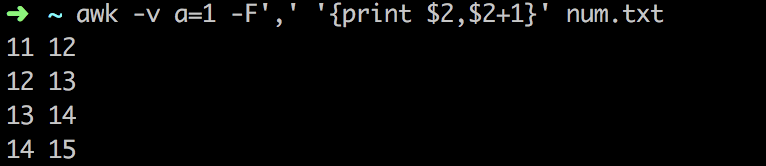 ➜ ~ awk -v a=1 -F',' '{print $2,$2+1}' num.txt
11 12
12 13
13 14
14 15